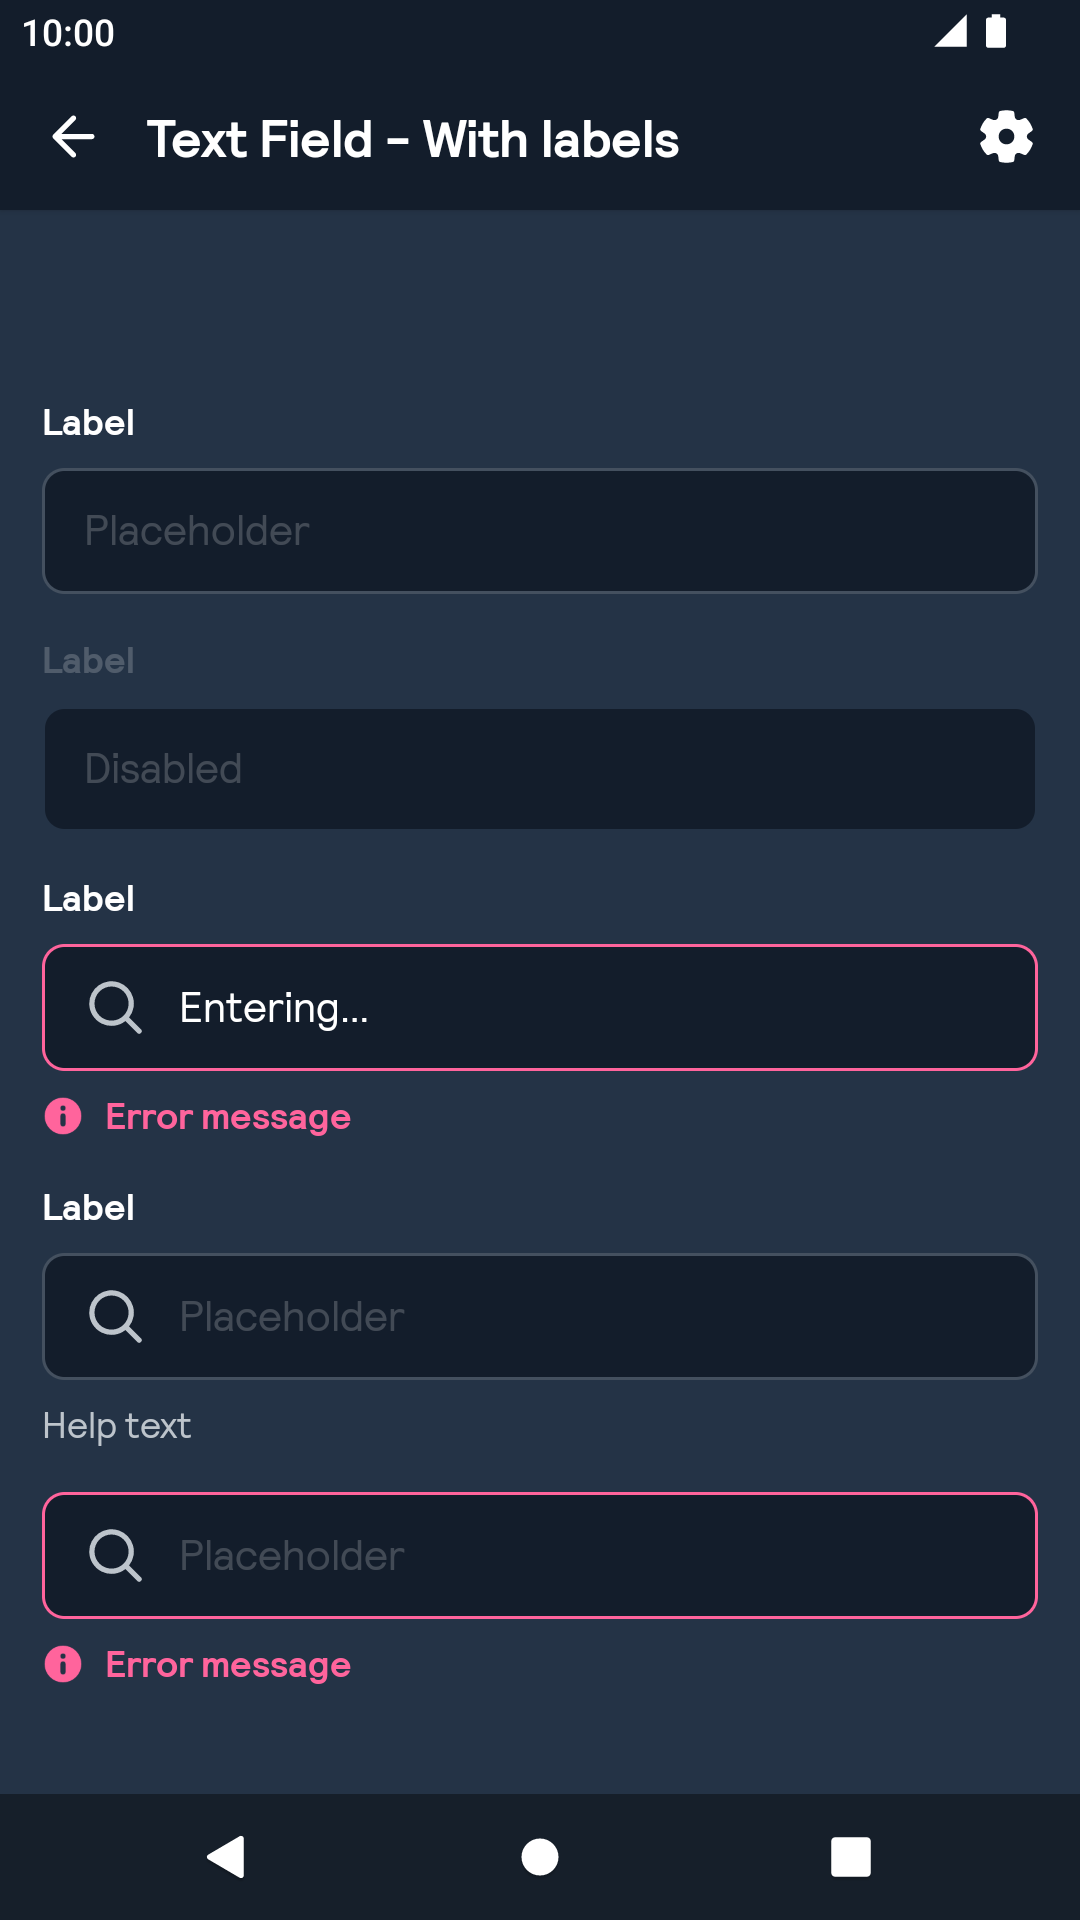 10:00
Text Field - With labels
Label
Placeholder
Label
Disabled
Label
Entering...
Error message
Label
Placeholder
Help text
Placeholder
Error message